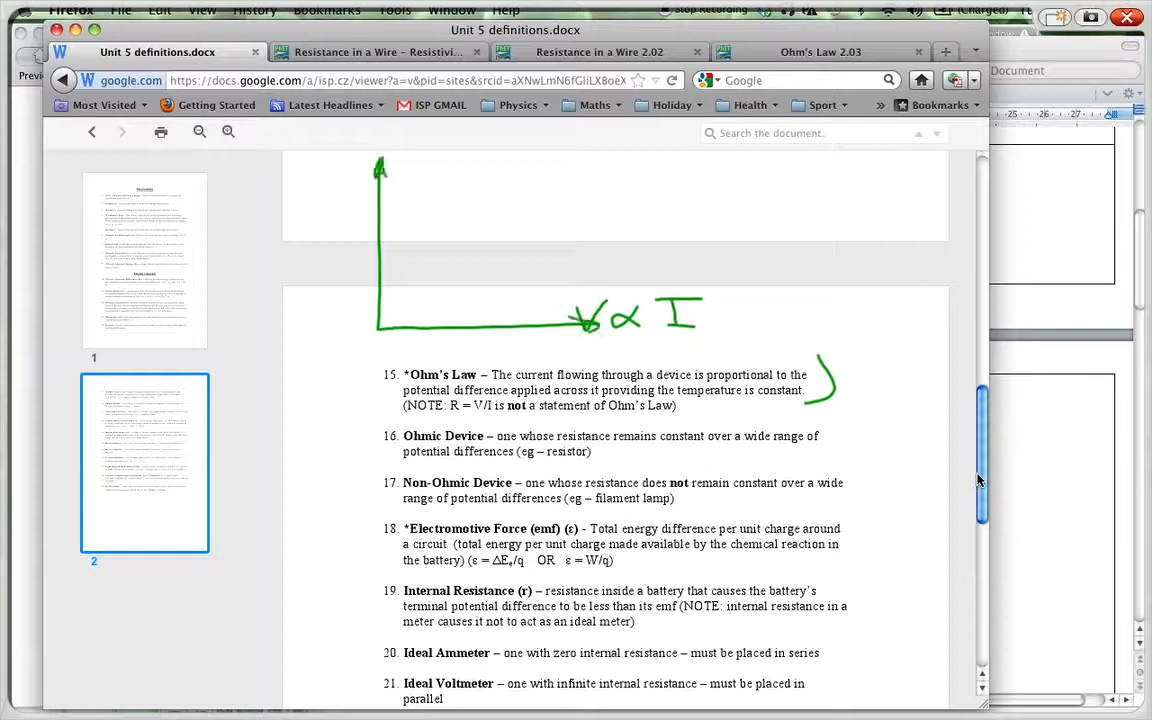 Firefox File Edit View History Bookmarks Tools Window Help Stop Recording (Charged)
Unit 5 definitions.docx
Unit 5 definitions.docx Resistance in a Wire – Resistivi... Resistance in a Wire 2.02 Ohm's Law 2.03
google.com https://docs.google.com/a/isp.cz/viewer?a=v&pid=sites&srcid=aXNwLmN6fGliLXBoeX Google
Most Visited Getting Started Latest Headlines ISP GMAIL Physics Maths Holiday Health Sport » Bookmarks
Search the document.
V ∝ I
15. *Ohm's Law – The current flowing through a device is proportional to the
potential difference applied across it providing the temperature is constant.
(NOTE: R = V/I is not a statement of Ohm's Law)
16. Ohmic Device – one whose resistance remains constant over a wide range of
potential differences (eg – resistor)
17. Non-Ohmic Device – one whose resistance does not remain constant over a wide
range of potential differences (eg – filament lamp)
18. *Electromotive Force (emf) (ε) - Total energy difference per unit charge around
a circuit (total energy per unit charge made available by the chemical reaction in
the battery) (ε = ΔEₑ/q OR ε = W/q)
19. Internal Resistance (r) – resistance inside a battery that causes the battery's
terminal potential difference to be less than its emf (NOTE: internal resistance in a
meter causes it not to act as an ideal meter)
20. Ideal Ammeter – one with zero internal resistance – must be placed in series
21. Ideal Voltmeter – one with infinite internal resistance – must be placed in
parallel
1
2
Previ
Document
25 26 27